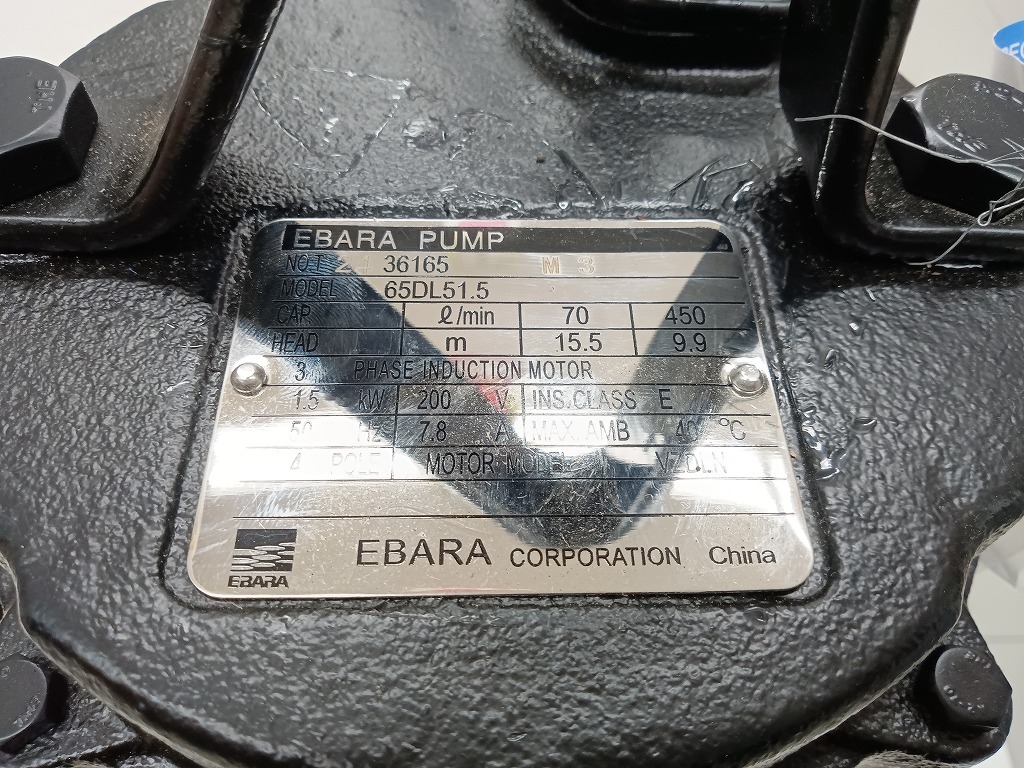 EBARA PUMP
NO.T 36165 M 3
MODEL 65DL51.5
CAP ℓ/min 70 450
HEAD m 15.5 9.9
3 PHASE INDUCTION MOTOR
1.5 kW 200 V INS.CLASS E
50 Hz 7.8 A MAX.AMB 40 ℃
4 POLE MOTOR MODEL
EBARA
EBARA CORPORATION China